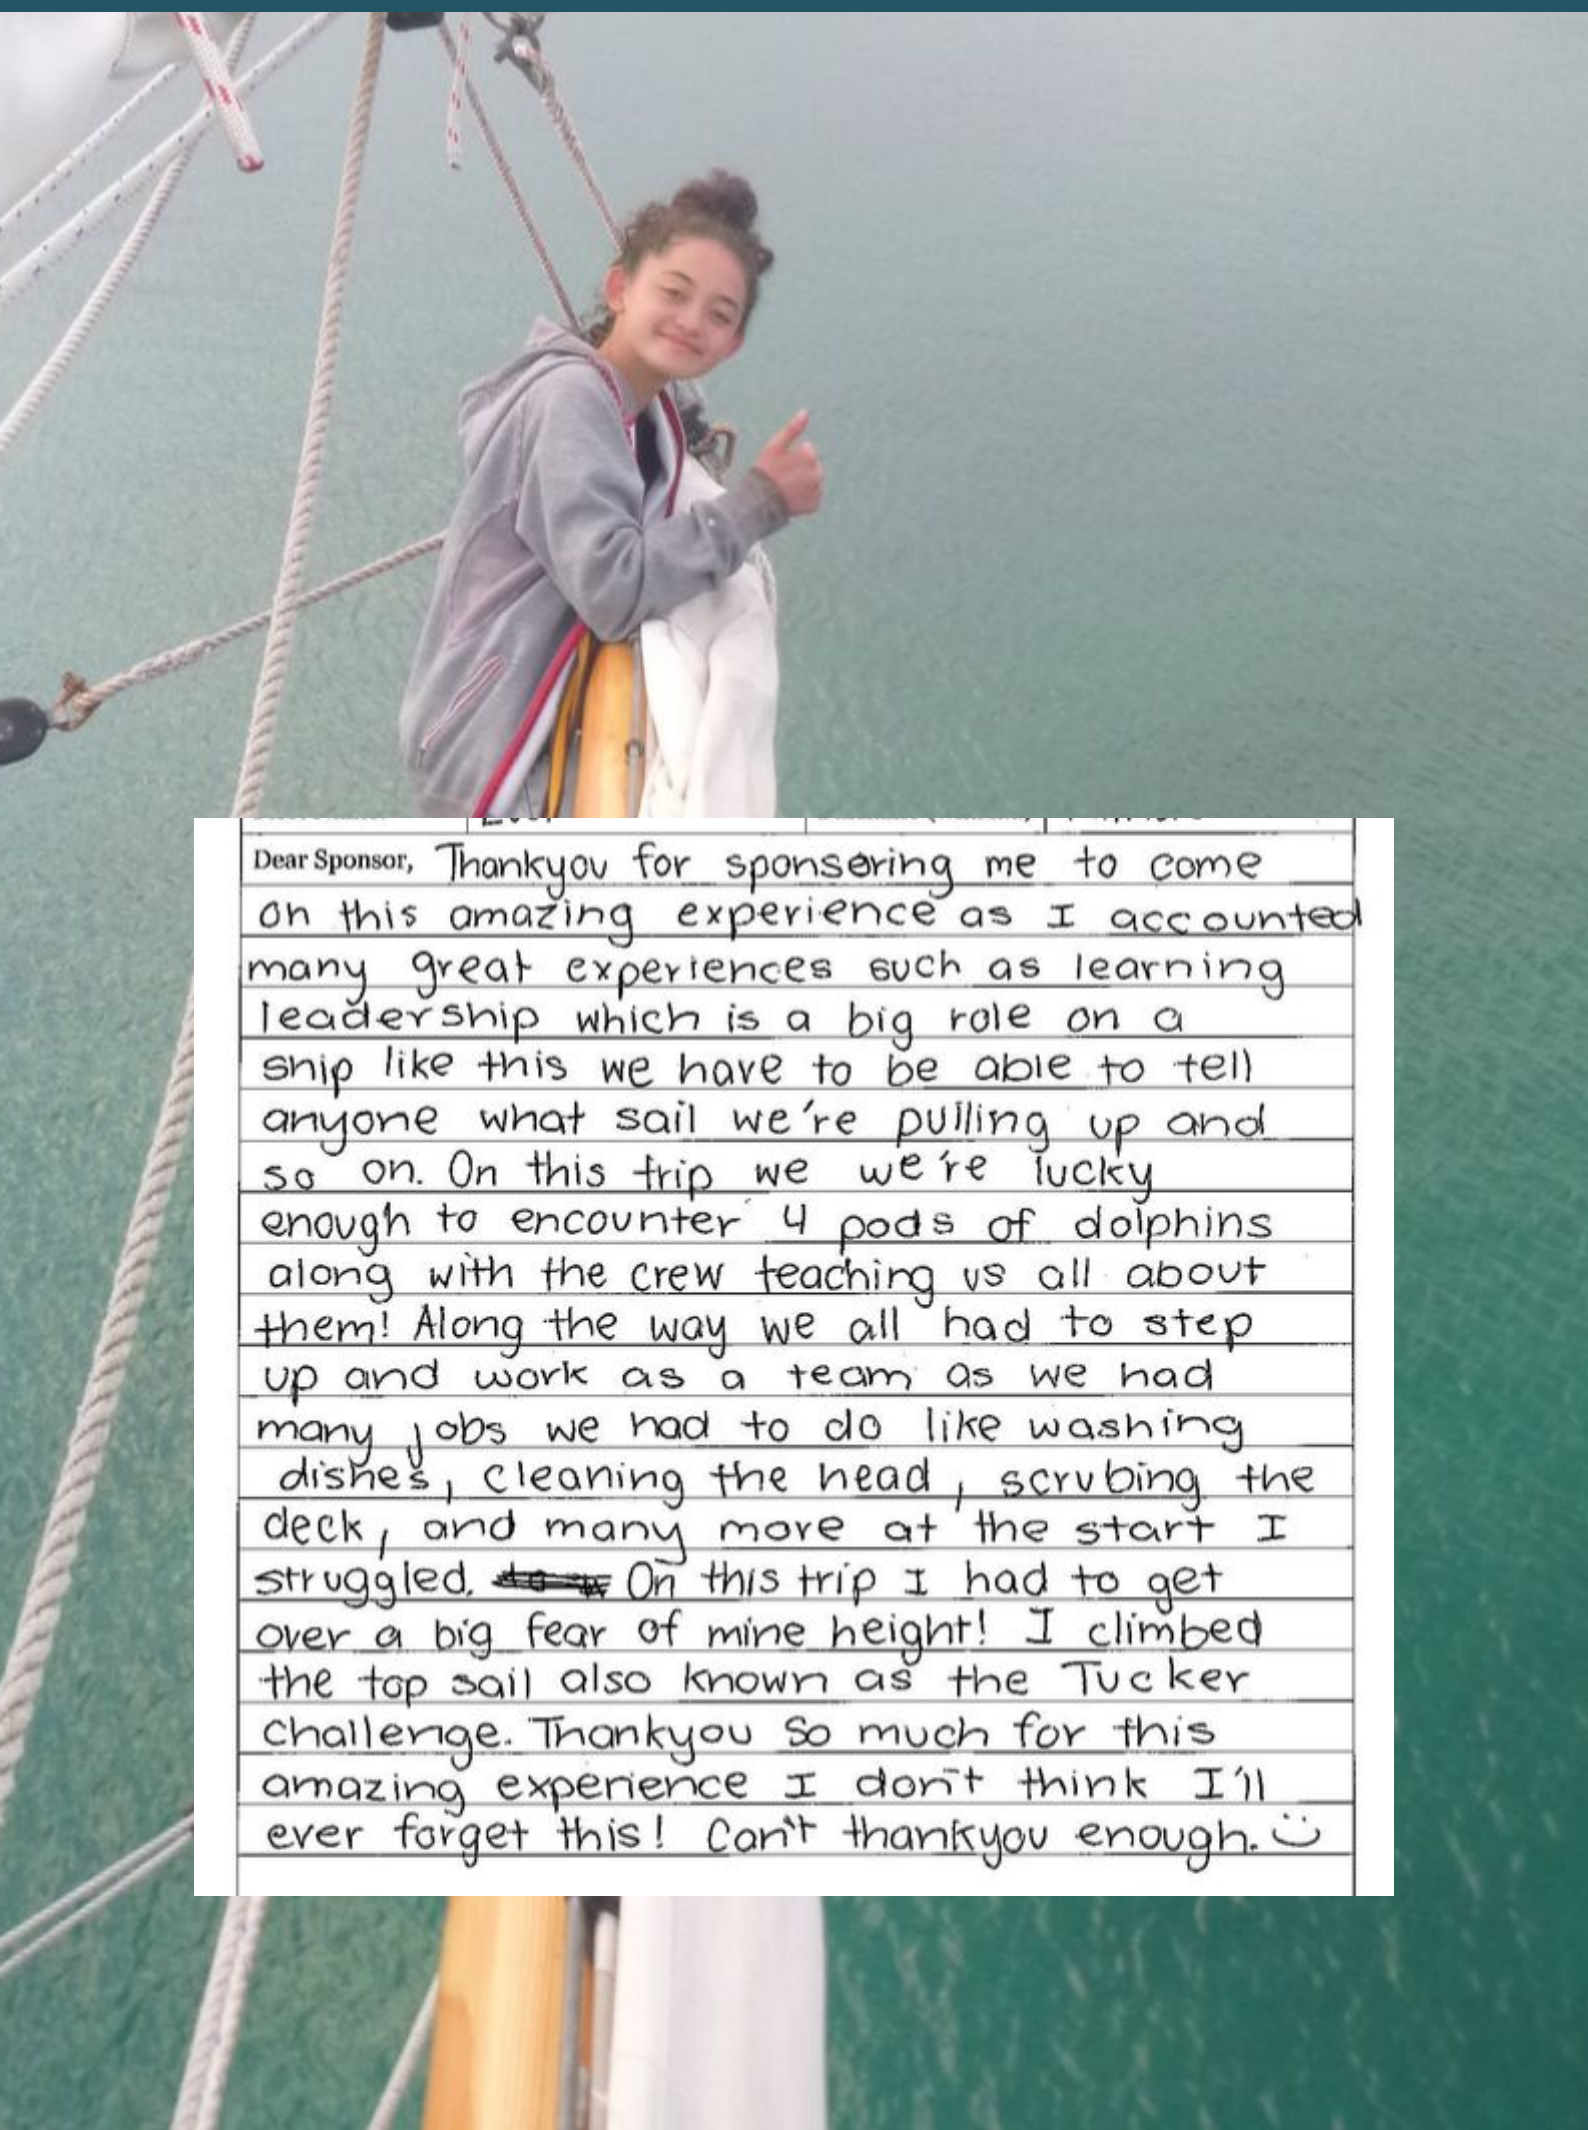 Dear Sponsor, Thankyou for sponsering me to come
on this amazing experience as I accounted
many great experiences such as learning
leadership which is a big role on a
ship like this we have to be able to tell
anyone what sail we're pulling up and
so on. On this trip we we're lucky
enough to encounter 4 pods of dolphins
along with the crew teaching us all about
them! Along the way we all had to step
up and work as a team as we had
many jobs we had to do like washing
dishes, cleaning the head, scrubing the
deck, and many more at the start I
struggled. On this trip I had to get
over a big fear of mine height! I climbed
the top sail also known as the Tucker
challenge. Thankyou so much for this
amazing experience I don't think I'll
ever forget this! Can't thankyou enough. :)